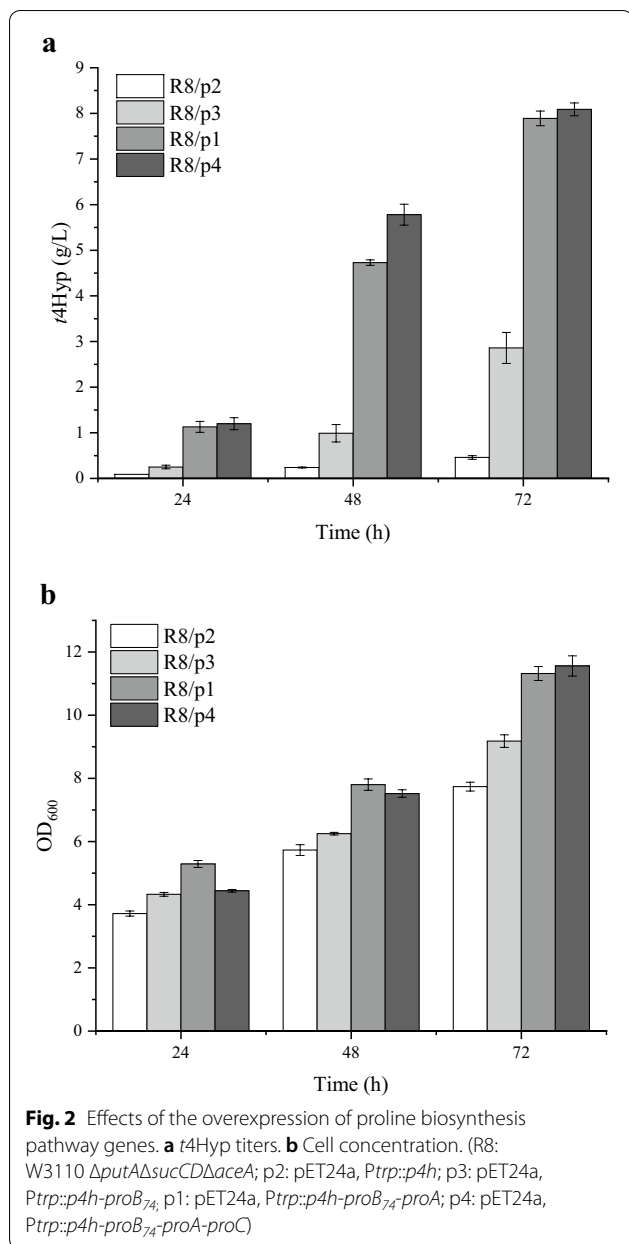 a
9
8
7
6
5
4
3
2
1
0
t4Hyp (g/L)
R8/p2
R8/p3
R8/p1
R8/p4
24 48 72
Time (h)
b
12
10
8
6
4
2
0
OD600
R8/p2
R8/p3
R8/p1
R8/p4
24 48 72
Time (h)
Fig. 2 Effects of the overexpression of proline biosynthesis
pathway genes. a t4Hyp titers. b Cell concentration. (R8:
W3110 ΔputAΔsucCDΔaceA; p2: pET24a, Ptrp::p4h; p3: pET24a,
Ptrp::p4h-proB74; p1: pET24a, Ptrp::p4h-proB74-proA; p4: pET24a,
Ptrp::p4h-proB74-proA-proC)